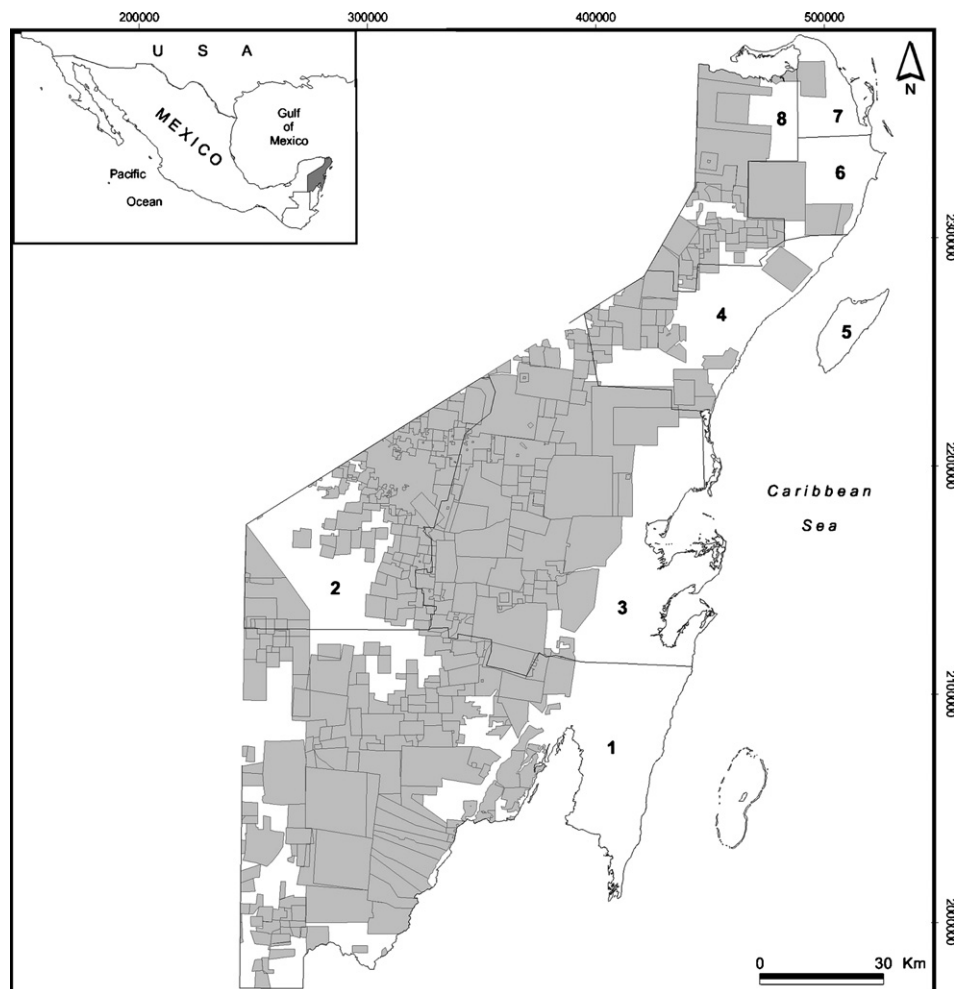 200000 300000 400000 500000
U S A
MEXICO
Gulf
of
Mexico
Pacific
Ocean
N
8
7
6
2300000
4
5
2200000
Caribbean
Sea
2
3
2100000
1
2000000
0 30 Km